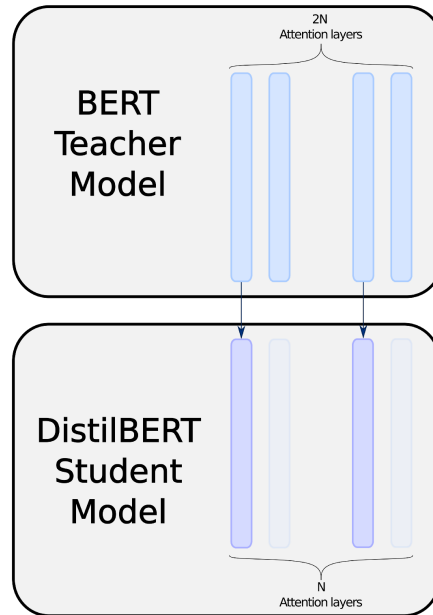 2N
Attention layers
BERT
Teacher
Model
DistilBERT
Student
Model
N
Attention layers